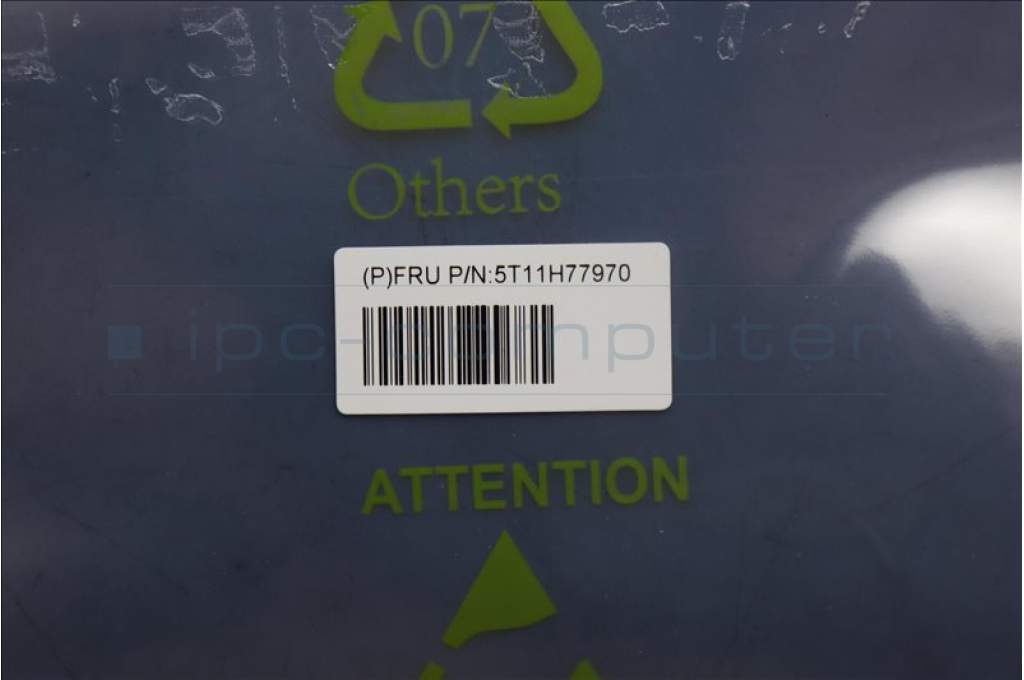 07
Others
(P)FRU P/N:5T11H77970
ipc-computer
ATTENTION